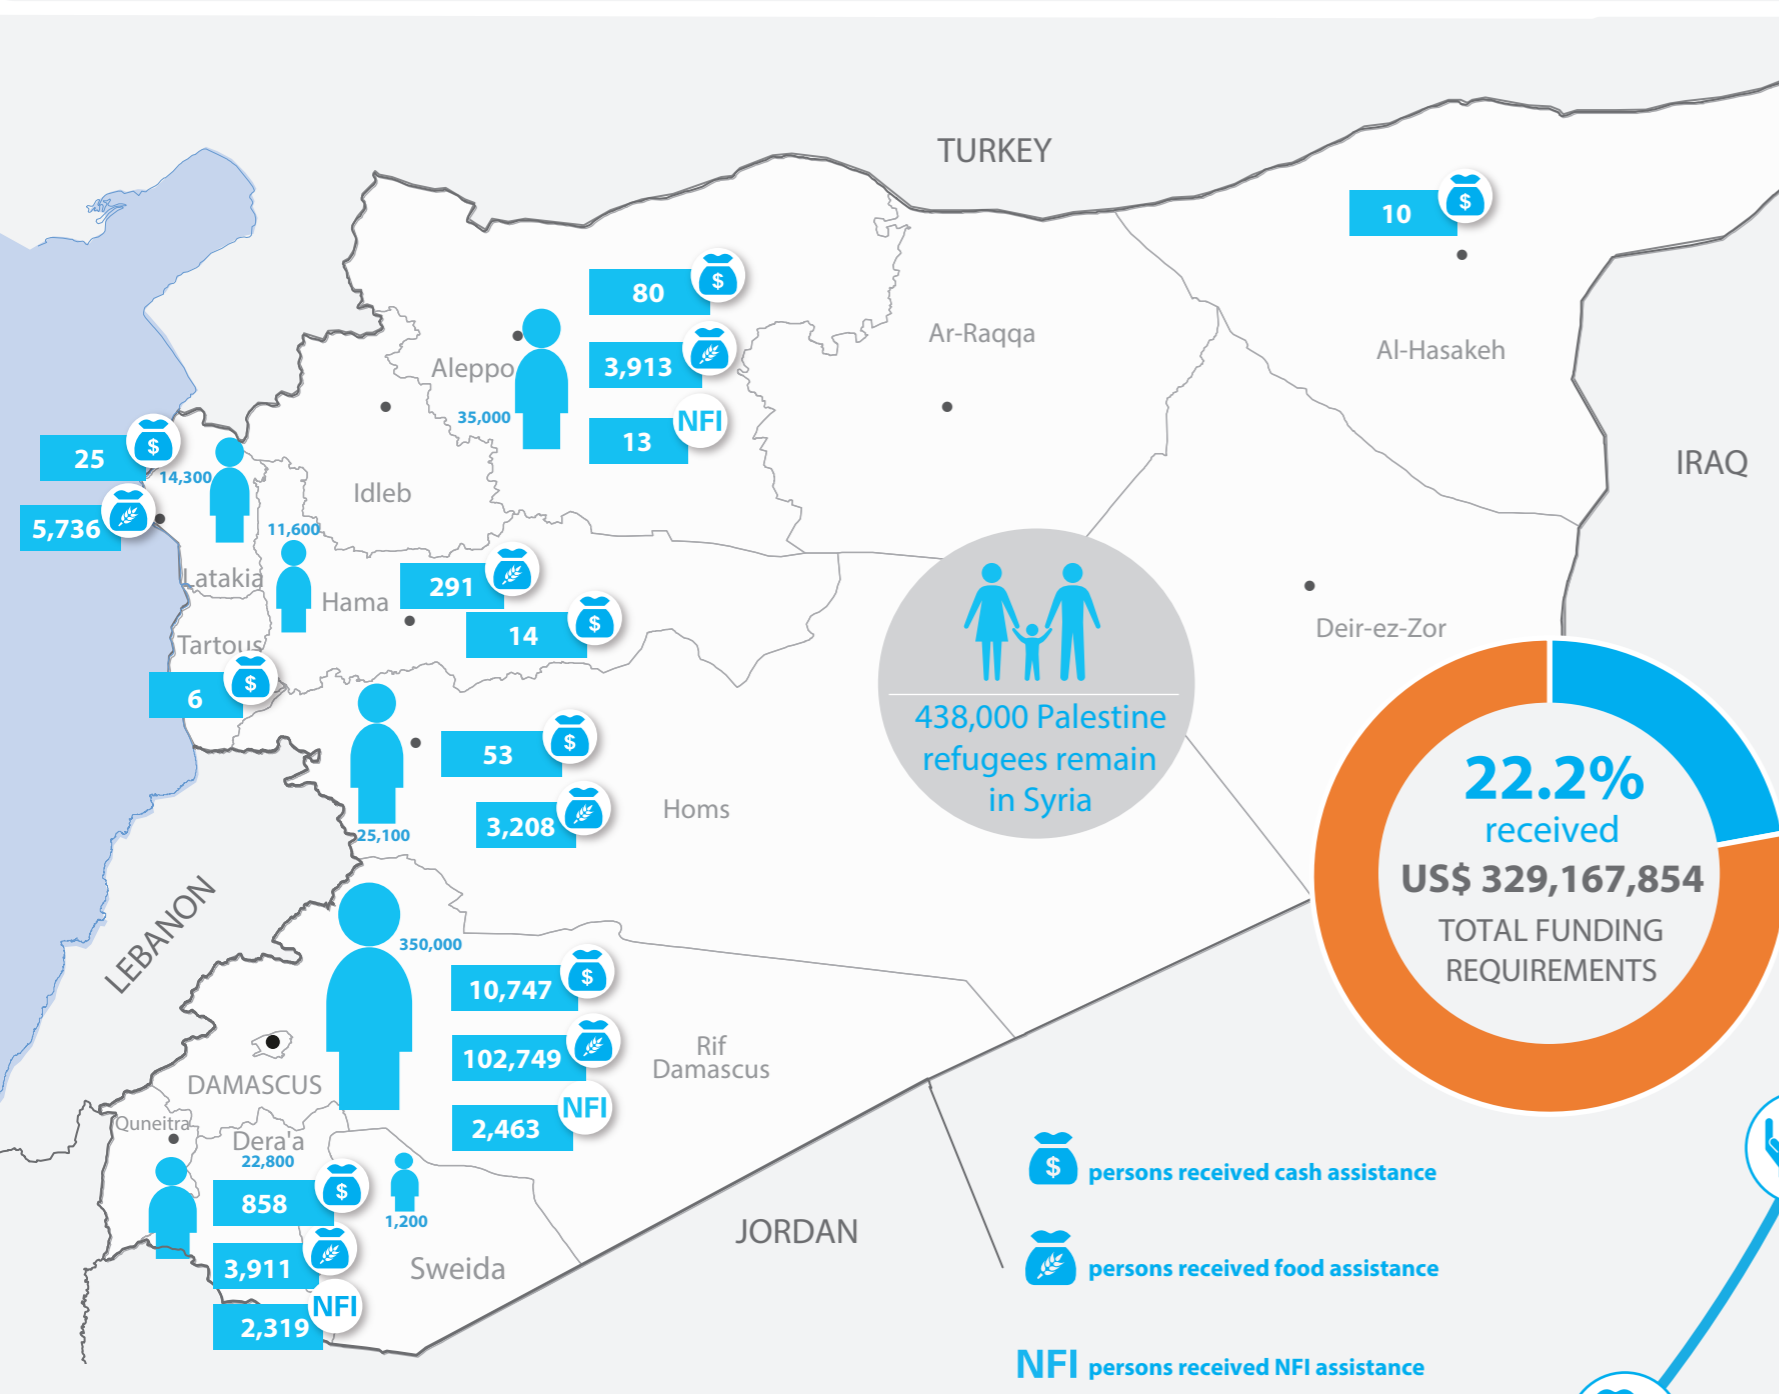 TURKEY
10
$
80
$
Ar-Raqqa
Al-Hasakeh
Aleppo
3,913
35,000
NFI
13
IRAQ
25
$
14,300
5,736
Idleb
11,600
Latakia
Hama
291
14
$
Tartous
6
$
Deir-ez-Zor
438,000 Palestine
refugees remain
in Syria
53
$
3,208
Homs
25,100
22.2%
received
US$ 329,167,854
TOTAL FUNDING
REQUIREMENTS
LEBANON
350,000
10,747
$
102,749
Rif
Damascus
NFI
2,463
DAMASCUS
Quneitra
Dera'a
22,800
858
$
1,200
3,911
Sweida
NFI
2,319
JORDAN
$ persons received cash assistance
persons received food assistance
NFI persons received NFI assistance